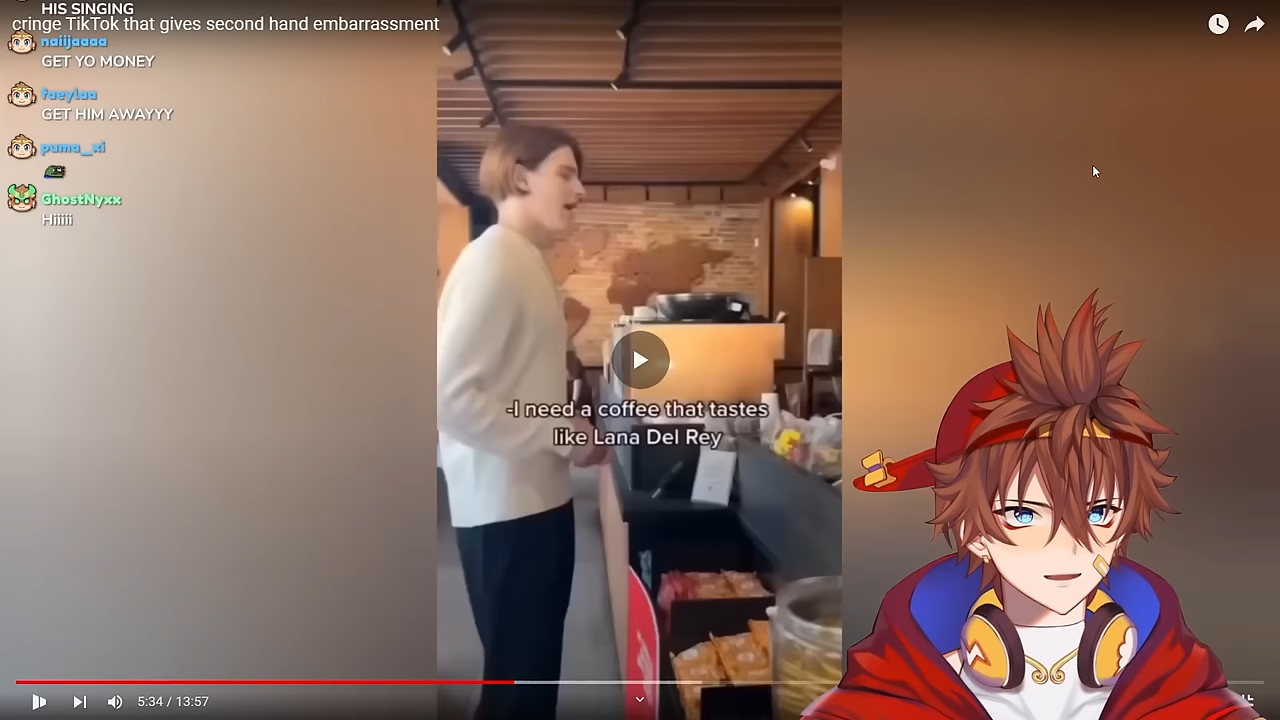 HIS SINGING
cringe TikTok that gives second hand embarrassment
naiijaaaa
GET YO MONEY
faeylaa
GET HIM AWAYYY
puma__xi
GhostNyxx
Hiiiii
-I need a coffee that tastes
like Lana Del Rey
5:34 / 13:57